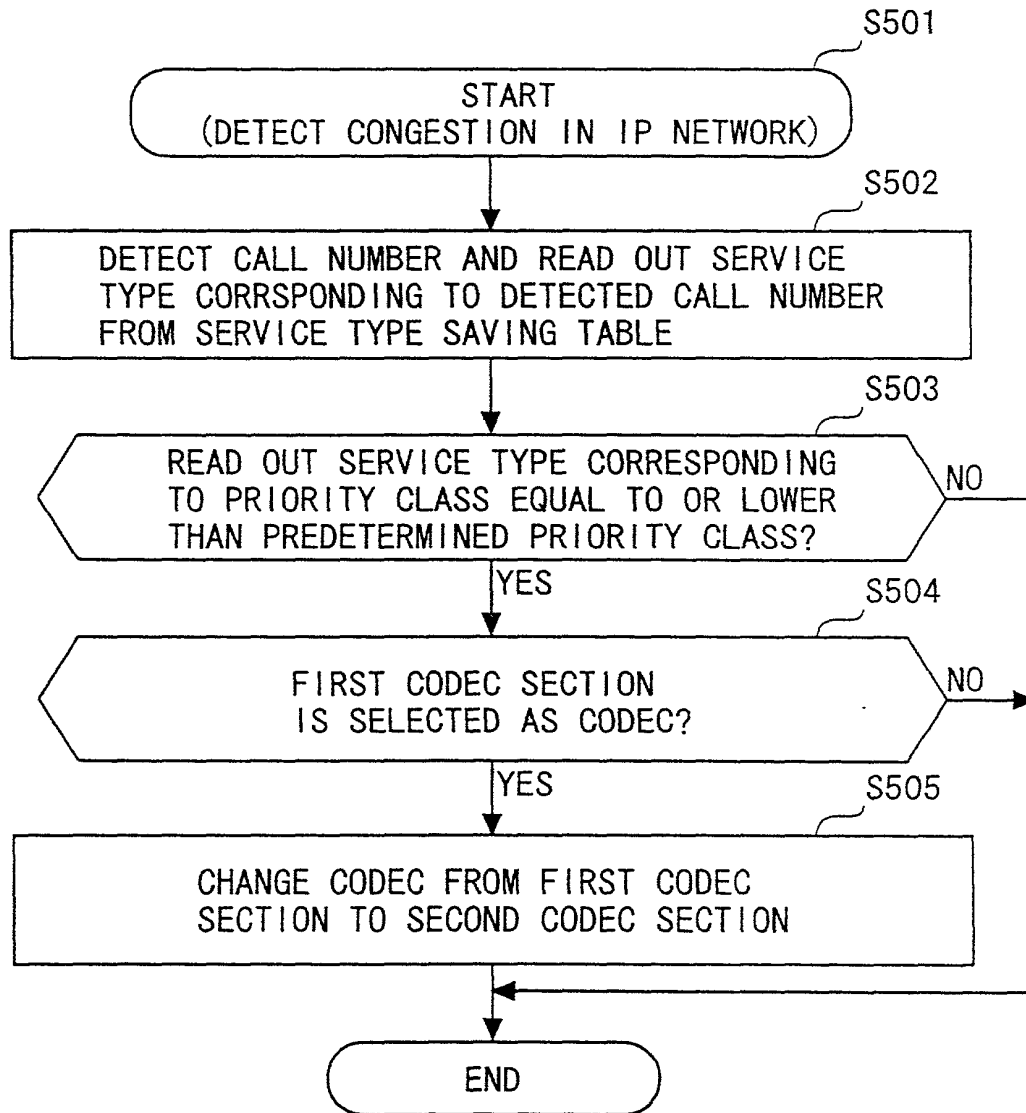 S501
START
(DETECT CONGESTION IN IP NETWORK)
S502
DETECT CALL NUMBER AND READ OUT SERVICE
TYPE CORRSPONDING TO DETECTED CALL NUMBER
FROM SERVICE TYPE SAVING TABLE
S503
READ OUT SERVICE TYPE CORRESPONDING
TO PRIORITY CLASS EQUAL TO OR LOWER
THAN PREDETERMINED PRIORITY CLASS?
NO
YES
S504
FIRST CODEC SECTION
IS SELECTED AS CODEC?
NO
YES
S505
CHANGE CODEC FROM FIRST CODEC
SECTION TO SECOND CODEC SECTION
END